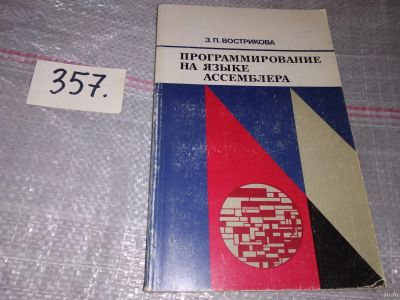 357.
З. П. ВОСТРИКОВА
ПРОГРАММИРОВАНИЕ
НА ЯЗЫКЕ
АССЕМБЛЕРА